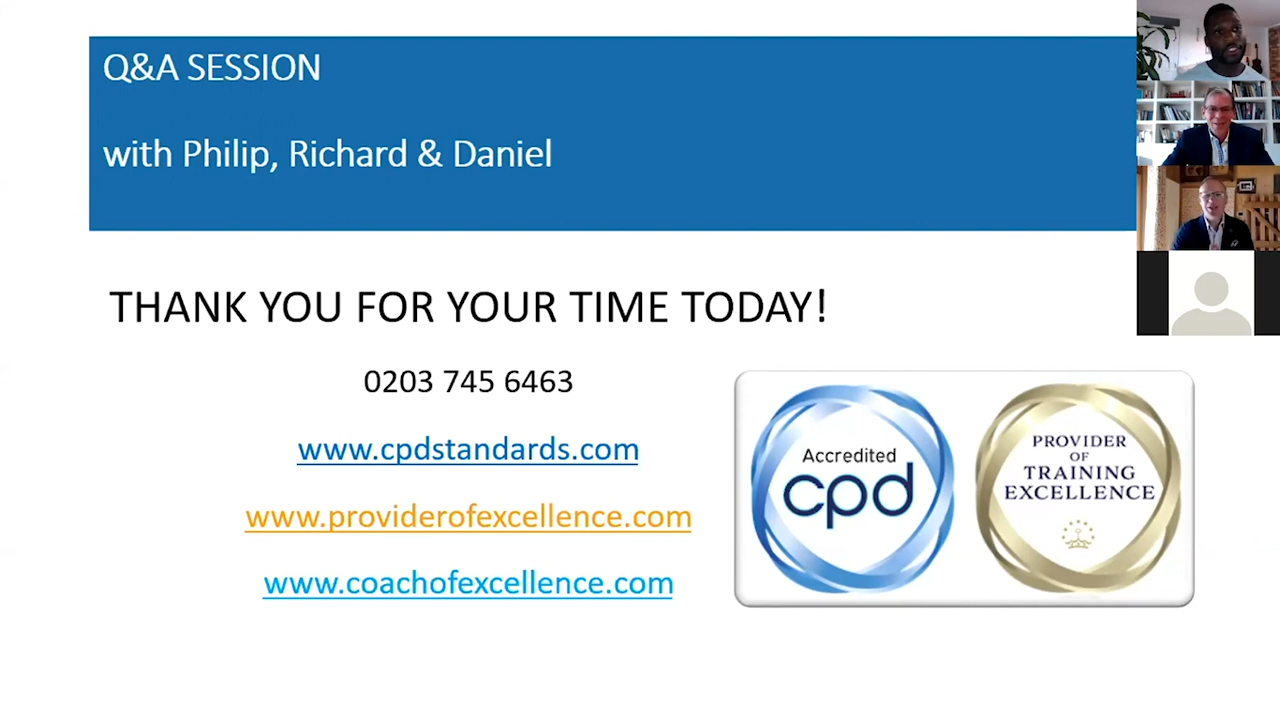 Q&A SESSION
with Philip, Richard & Daniel
THANK YOU FOR YOUR TIME TODAY!
0203 745 6463
www.cpdstandards.com
www.providerofexcellence.com
www.coachofexcellence.com
Accredited
cpd
PROVIDER
OF
TRAINING
EXCELLENCE